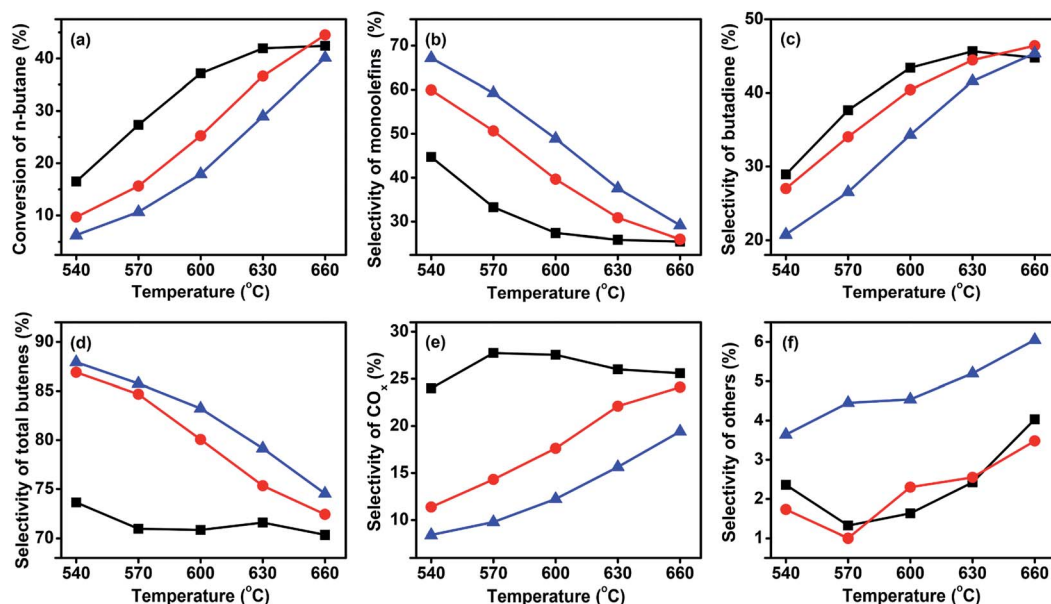 (a)
Conversion of n-butane (%)
40
30
20
10
540 570 600 630 660
Temperature (°C)
(b)
Selectivity of monoolefins (%)
70
60
50
40
30
540 570 600 630 660
Temperature (°C)
(c)
Selectivity of butadiene (%)
50
40
30
20
540 570 600 630 660
Temperature (°C)
(d)
Selectivity of total butenes (%)
90
85
80
75
70
540 570 600 630 660
Temperature (°C)
(e)
Selectivity of COx (%)
30
25
20
15
10
540 570 600 630 660
Temperature (°C)
(f)
Selectivity of others (%)
6
5
4
3
2
1
540 570 600 630 660
Temperature (°C)